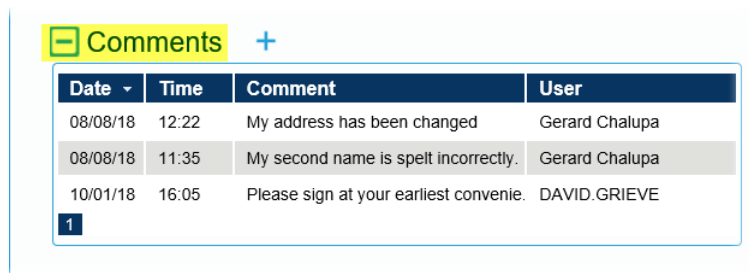 Comments
Date Time Comment User
08/08/18 12:22 My address has been changed Gerard Chalupa
08/08/18 11:35 My second name is spelt incorrectly. Gerard Chalupa
10/01/18 16:05 Please sign at your earliest convenie. DAVID.GRIEVE
1